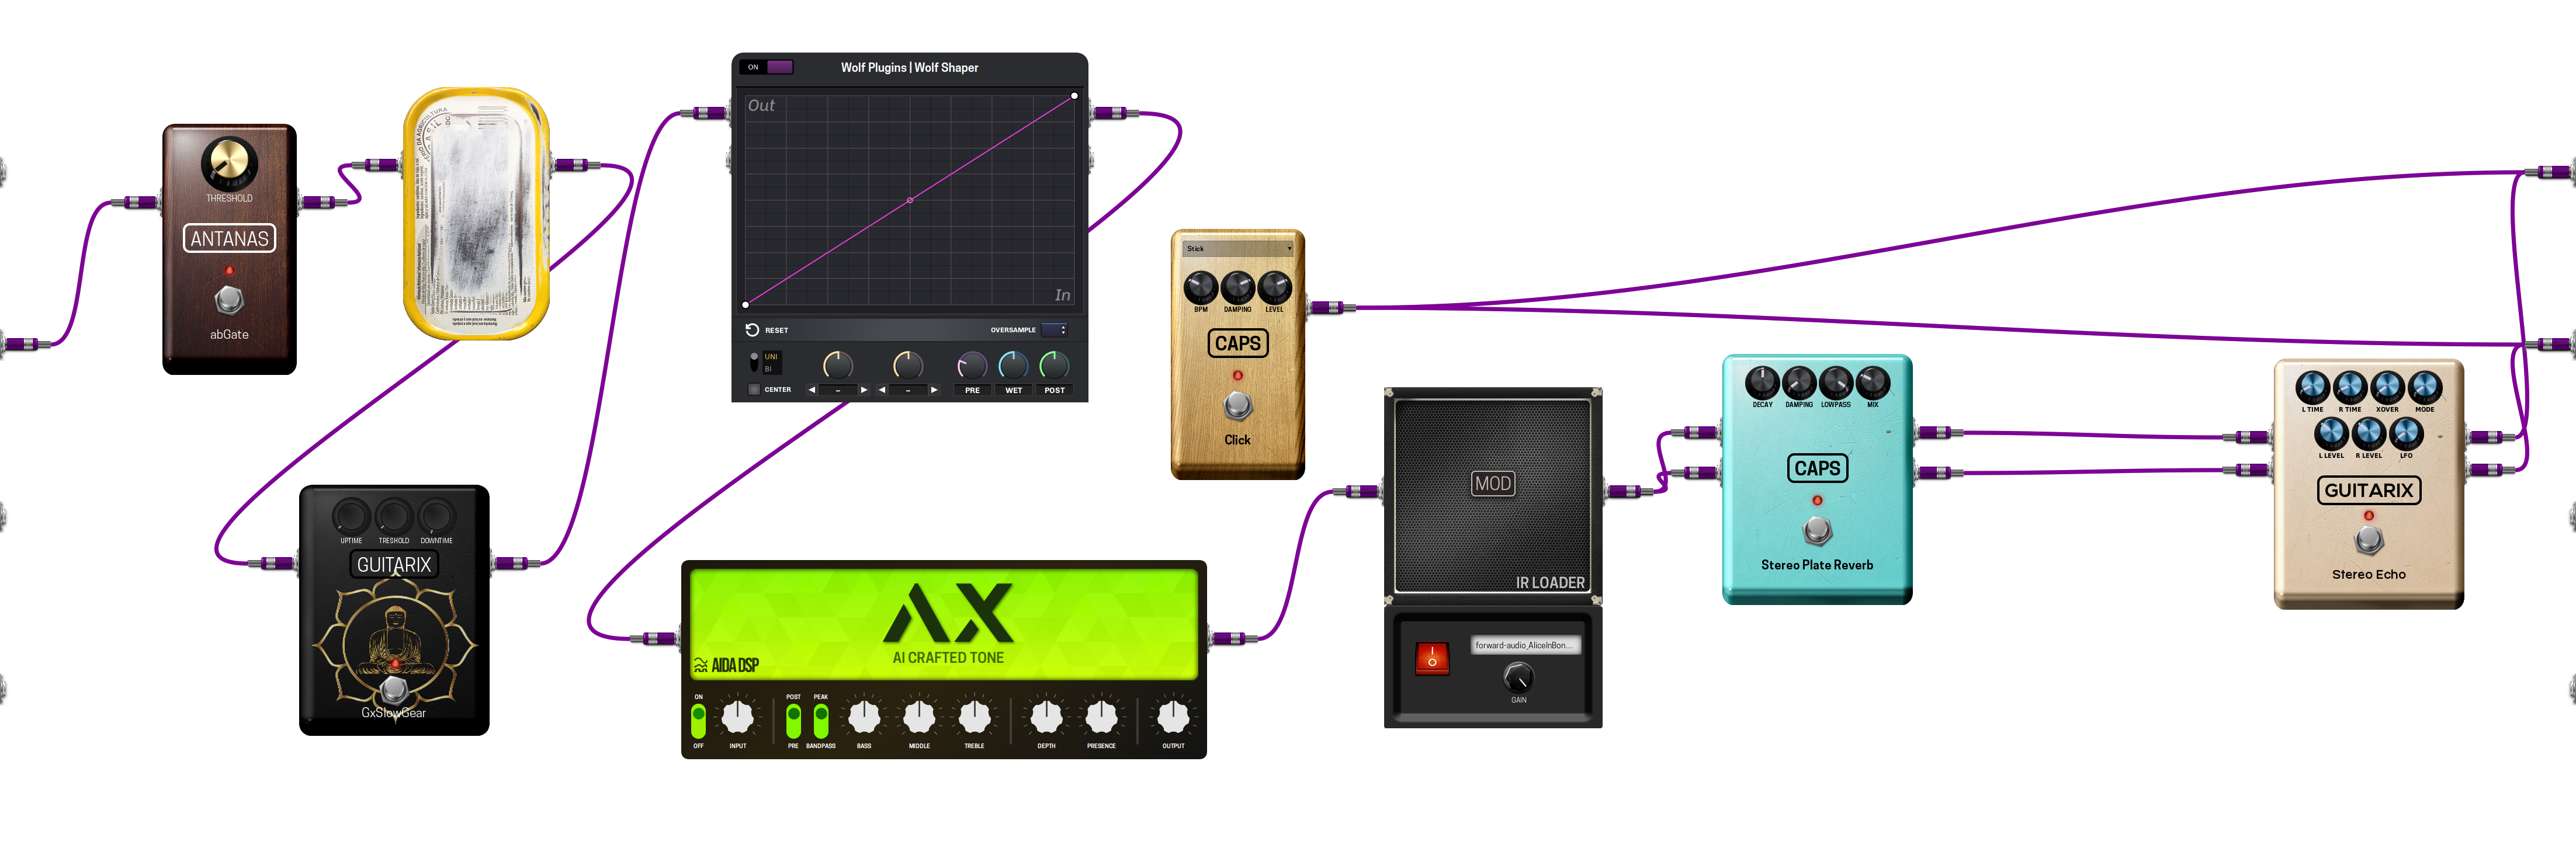 THRESHOLD
ANTANAS
abGate
UPTIME TRESHOLD DOWNTIME
GUITARIX
GxSlowGear
ON
Wolf Plugins | Wolf Shaper
Out
In
RESET
OVERSAMPLE
UNI
BI
CENTER
PRE WET POST
AX
AI CRAFTED TONE
AIDA DSP
ON
OFF
INPUT
POST
PRE
PEAK
BANDPASS
BASS
MIDDLE
TREBLE
DEPTH
PRESENCE
OUTPUT
Stick
BPM DAMPING LEVEL
CAPS
Click
MOD
IR LOADER
forward-audio_AliceInBon...
GAIN
DECAY DAMPING LOWPASS MIX
CAPS
Stereo Plate Reverb
L TIME R TIME XOVER MODE
L LEVEL R LEVEL LFO
GUITARIX
Stereo Echo